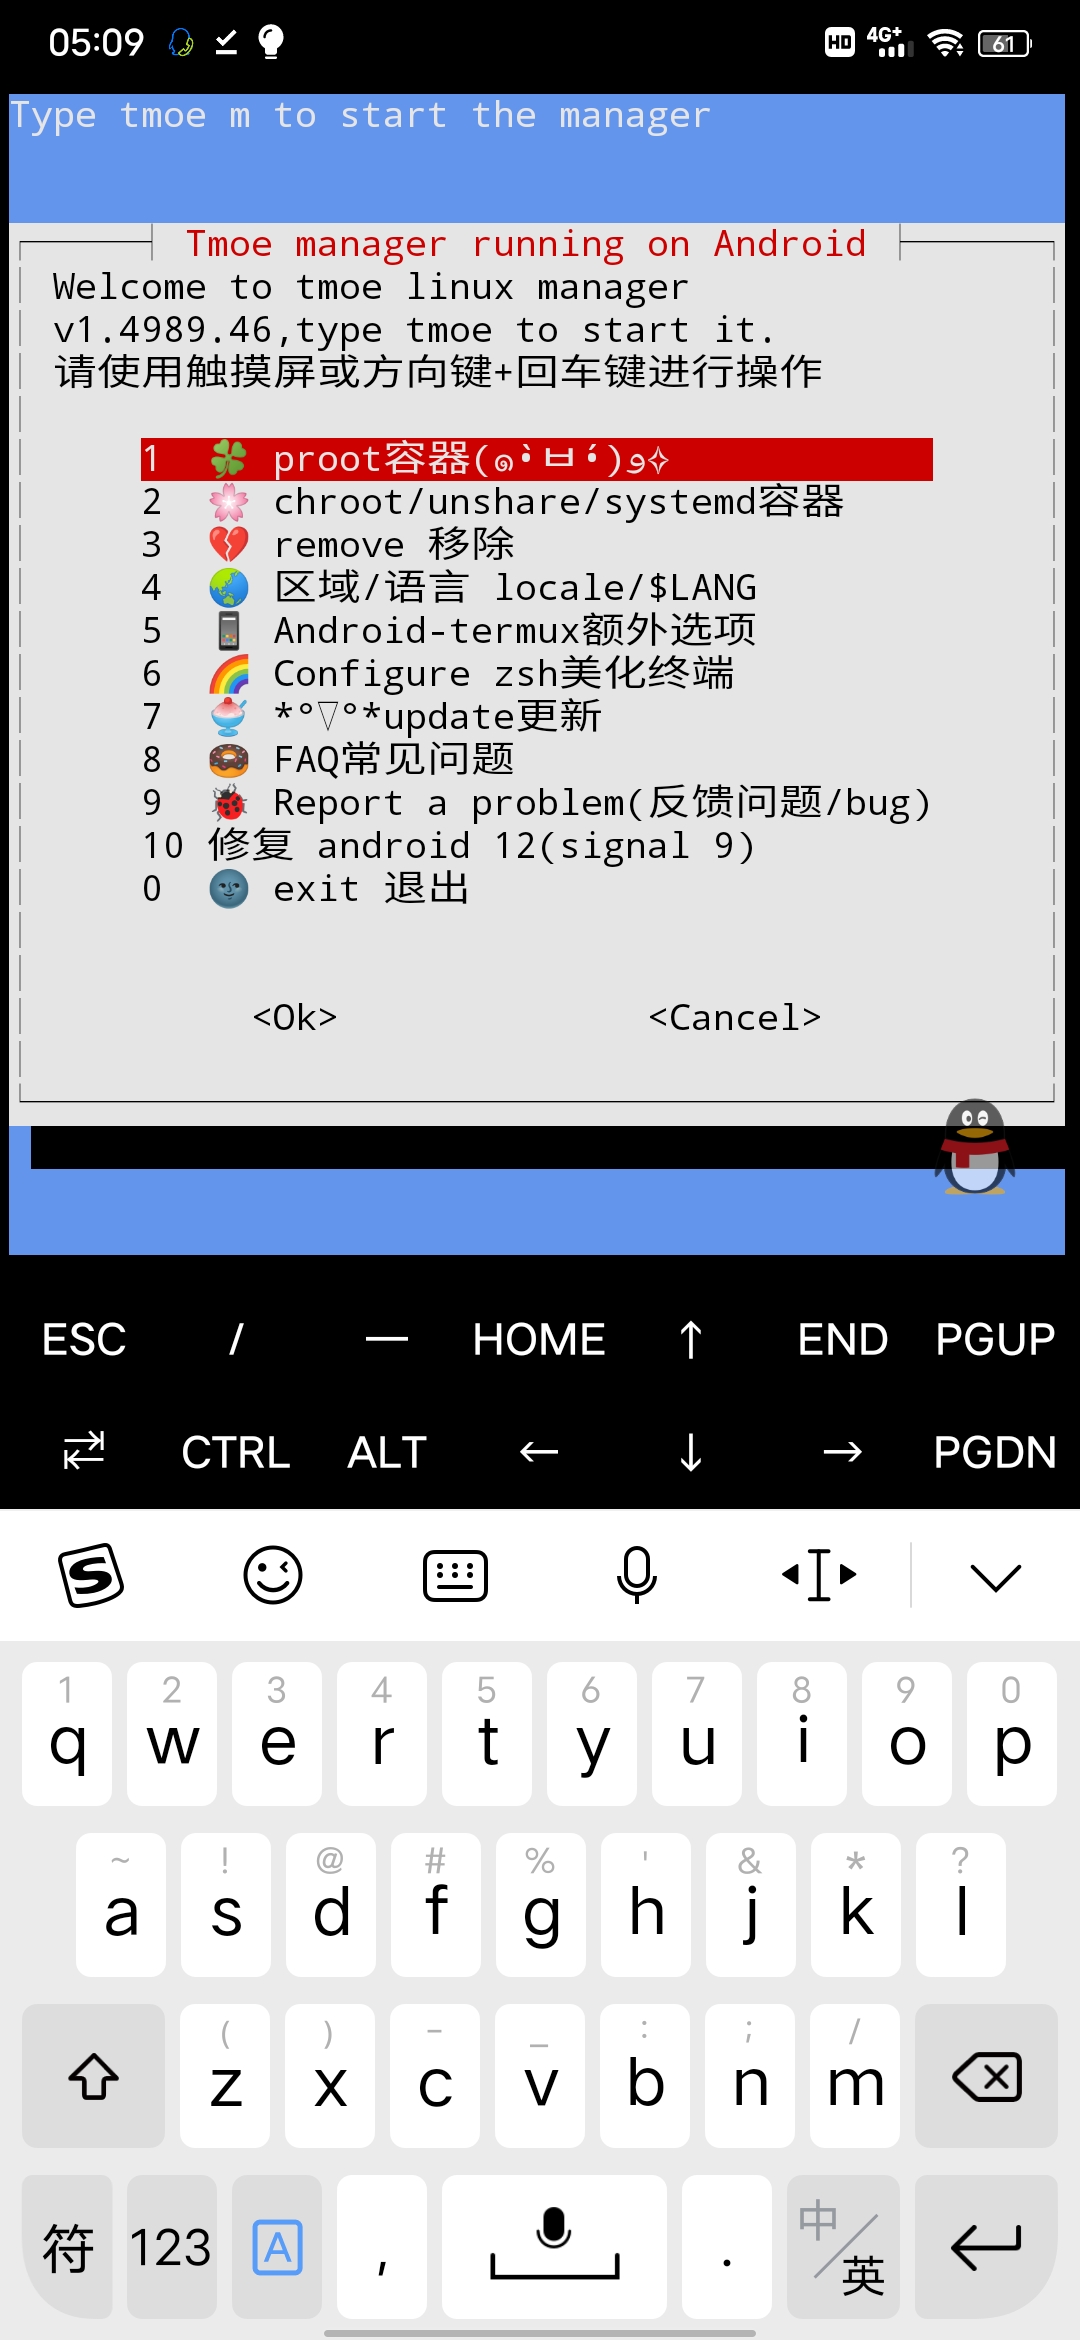 05:09 HD 4G+ 61
Type tmoe m to start the manager
Tmoe manager running on Android
Welcome to tmoe linux manager
v1.4989.46,type tmoe to start it.
请使用触摸屏或方向键+回车键进行操作
1 🍀 proot容器(๑•̀ㅂ•́)و✧
2 🌸 chroot/unshare/systemd容器
3 💔 remove 移除
4 🌏 区域/语言 locale/$LANG
5 📱 Android-termux额外选项
6 🌈 Configure zsh美化终端
7 🍧 *°▽°*update更新
8 🍩 FAQ常见问题
9 🐞 Report a problem(反馈问题/bug)
10 修复 android 12(signal 9)
0 🌚 exit 退出
<Ok> <Cancel>
ESC / — HOME ↑ END PGUP
⇄ CTRL ALT ← ↓ → PGDN
S
1 2 3 4 5 6 7 8 9 0
q w e r t y u i o p
~ ! @ # % ' & * ?
a s d f g h j k l
( ) - _ : ; /
z x c v b n m
符 123 A , . 中/英